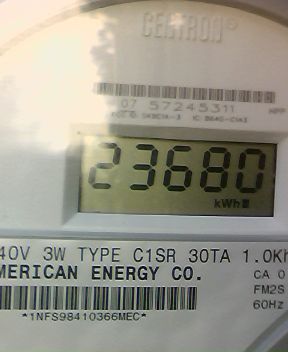 CENTRON®
07 57245311
23680
kWh
40V 3W TYPE C1SR 30TA 1.0Kh
MERICAN ENERGY CO.
CA 0
FM2S
60Hz
*1NFS98410366MEC*